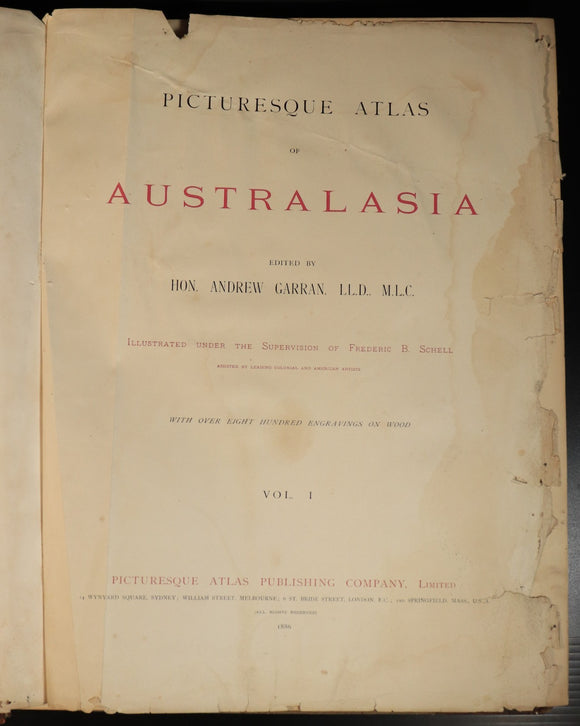 PICTURESQUE ATLAS
OF
AUSTRALASIA
EDITED BY
HON. ANDREW GARRAN, LL.D., M.L.C.
ILLUSTRATED UNDER THE SUPERVISION OF FREDERIC B. SCHELL
ASSISTED BY LEADING COLONIAL AND AMERICAN ARTISTS
WITH OVER EIGHT HUNDRED ENGRAVINGS ON WOOD
VOL. I
PICTURESQUE ATLAS PUBLISHING COMPANY, LIMITED
14 WYNYARD SQUARE, SYDNEY; WILLIAM STREET, MELBOURNE; ST. BRIDE STREET, LONDON E.C.; SPRINGFIELD, MASS., U.S.A.
[ALL RIGHTS RESERVED]
1886